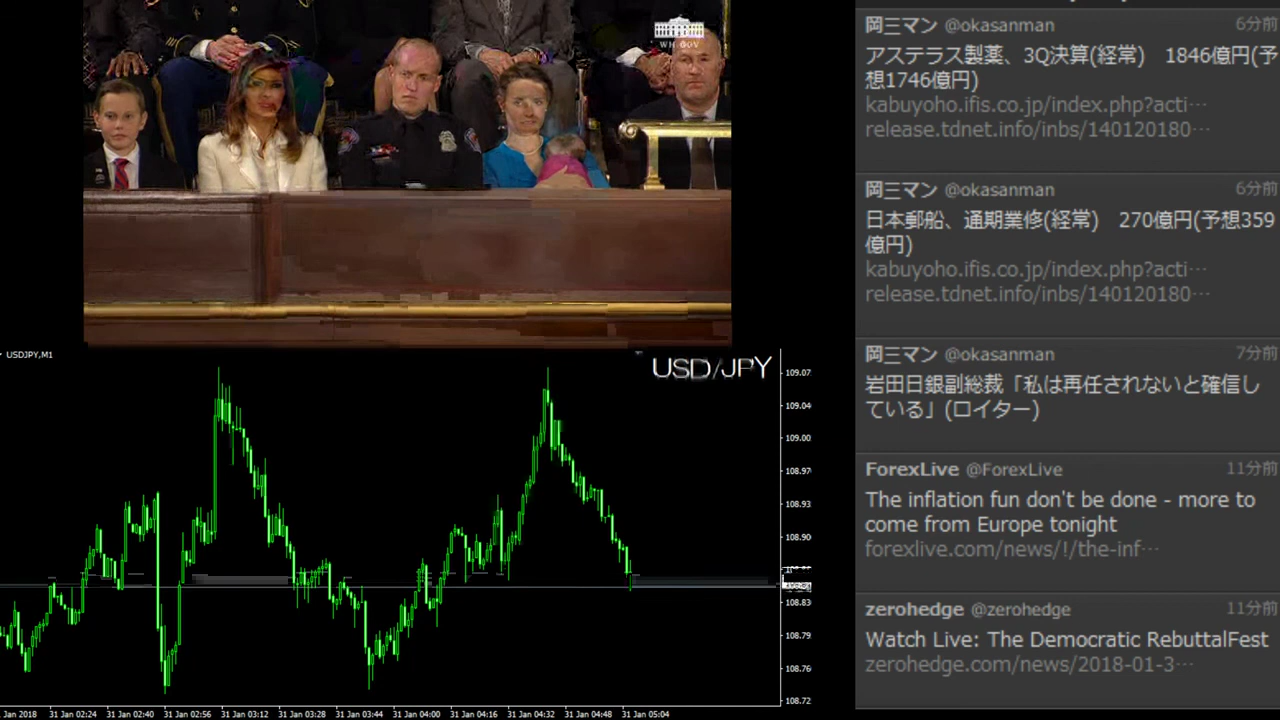 WH.GOV
USDJPY,M1
USD/JPY
109.07
109.04
109.00
108.97
108.93
108.90
108.83
108.79
108.76
108.72
Jan 2018
31 Jan 02:24
31 Jan 02:40
31 Jan 02:56
31 Jan 03:12
31 Jan 03:28
31 Jan 03:44
31 Jan 04:00
31 Jan 04:16
31 Jan 04:32
31 Jan 04:48
31 Jan 05:04
岡三マン @okasanman 6分前
アステラス製薬、3Q決算(経常) 1846億円(予
想1746億円)
kabuyoho.ifis.co.jp/index.php?acti…
release.tdnet.info/inbs/140120180…
岡三マン @okasanman 6分前
日本郵船、通期業修(経常) 270億円(予想359
億円)
kabuyoho.ifis.co.jp/index.php?acti…
release.tdnet.info/inbs/140120180…
岡三マン @okasanman 7分前
岩田日銀副総裁「私は再任されないと確信し
ている」(ロイター)
ForexLive @ForexLive 11分前
The inflation fun don't be done - more to
come from Europe tonight
forexlive.com/news/!/the-inf…
zerohedge @zerohedge 11分前
Watch Live: The Democratic RebuttalFest
zerohedge.com/news/2018-01-3…